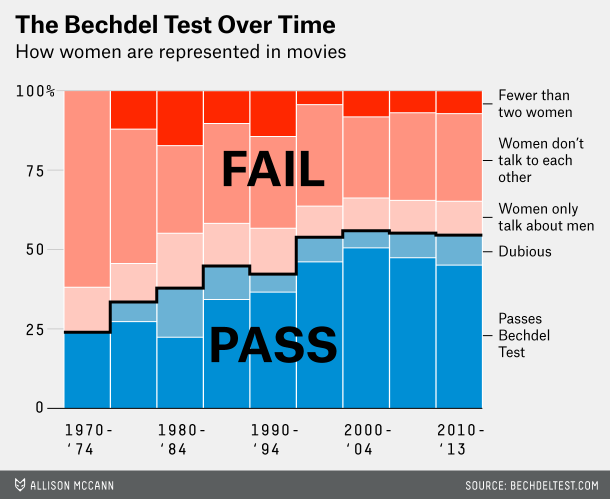 The Bechdel Test Over Time
How women are represented in movies
100%
75
50
25
0
FAIL
PASS
Fewer than
two women
Women don’t
talk to each
other
Women only
talk about men
Dubious
Passes
Bechdel
Test
1970-
‘74
1980-
‘84
1990-
‘94
2000-
‘04
2010-
‘13
ALLISON MCCANN
SOURCE: BECHDELTEST.COM